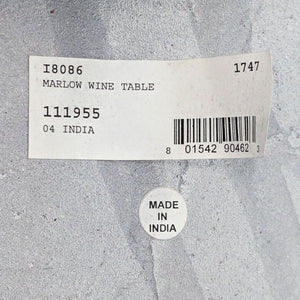 I8086 1747
MARLOW WINE TABLE
111955
04 INDIA
8 01542 90462 3
MADE
IN
INDIA